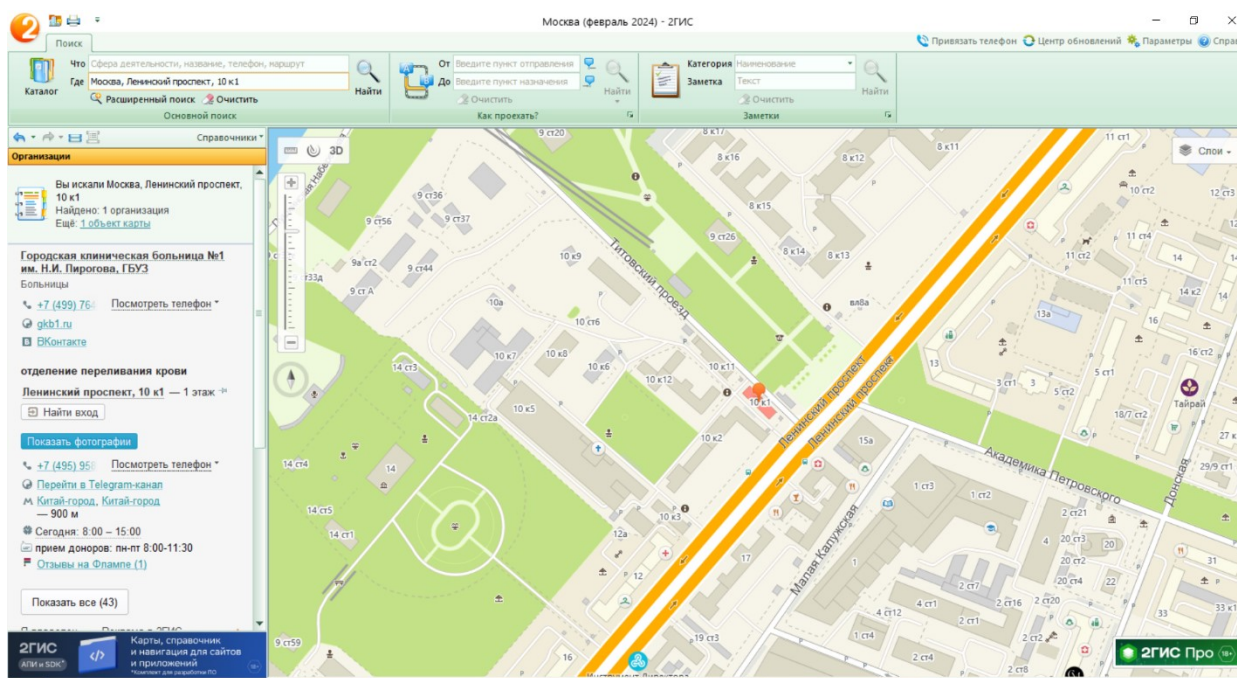 Москва (февраль 2024) - 2ГИС
Поиск
Привязать телефон Центр обновлений Параметры
Каталог
Что Сфера деятельности, название, телефон, маршрут
Где Москва, Ленинский проспект, 10 к1
Расширенный поиск Очистить
Найти
Основной поиск
От Введите пункт отправления
До Введите пункт назначения
Очистить
Найти
Как проехать?
Категория Наименование
Заметка Текст
Очистить
Найти
Заметки
Справочники
Организации
Вы искали Москва, Ленинский проспект,
10 к1
Найдено: 1 организация
Ещё: 1 объект карты
Городская клиническая больница №1
им. Н.И. Пирогова, ГБУЗ
Больницы
+7 (499) 76 Посмотреть телефон
gkb1.ru
ВКонтакте
отделение переливания крови
Ленинский проспект, 10 к1 — 1 этаж
Найти вход
Показать фотографии
+7 (495) 95 Посмотреть телефон
Перейти в Telegram-канал
Китай-город, Китай-город
— 900 м
Сегодня: 8:00 – 15:00
прием доноров: пн-пт 8:00-11:30
Отзывы на Флампе (1)
Показать все (43)
2ГИС
АПИ и SDK*
Карты, справочник
и навигация для сайтов
и приложений
*Комплект для разработки ПО
3D
Слои
9 ст20
8 к17
8 к16
8 к12
8 к11
11 ст1
10 ст2
12 ст3
9 ст36
9 ст37
9 ст56
8 к15
9 ст26
8 к14
8 к13
11 ст4
11 ст2
14
9а ст2
9 ст44
10 к9
Титовский проезд
9 ст А
10а
10 ст6
вл8а
11 ст5
14 к2
14
13а
16
10 к7
10 к8
10 к6
10 к12
10 к11
10 к1
14 ст3
10 к5
14 ст2а
10 к2
Ленинский проспект
Ленинский проспект
13
3 ст1
3
5 ст1
5 ст2
16 ст2
Тайрай
18/7 ст2
27 к
15а
Академика Петровского
Донская
29/9 ст1
14 ст4
14
14 ст5
14 ст1
10 к3
12а
12
17
Малая Калужская
1 ст3
1 ст2
1
2 ст21
4
20 ст3
20
20 ст2
20 ст4
22
31
33
33 к1
2 ст7
2 ст16
2 ст20
4 ст1
4 ст12
2 ст1
2 ст2
9 ст59
19 ст3
16
1 ст4
2 ст4
2 ст8
Инструмент Директора
2ГИС Про 18+